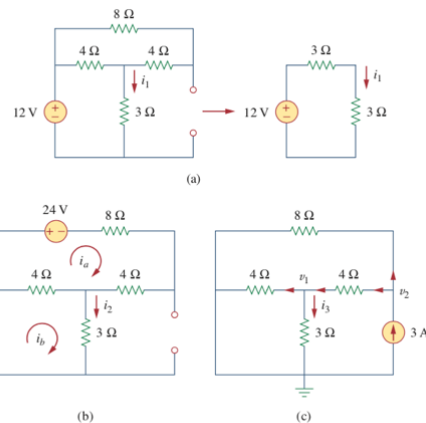 8 Ω
4 Ω 4 Ω 3 Ω
i₁ i₁
12 V + − 3 Ω 12 V + − 3 Ω
(a)
24 V 8 Ω 8 Ω
+ −
iₐ
4 Ω 4 Ω 4 Ω v₁ 4 Ω
v₂
i₂ i₃
i_b 3 Ω 3 Ω 3 A
(b) (c)